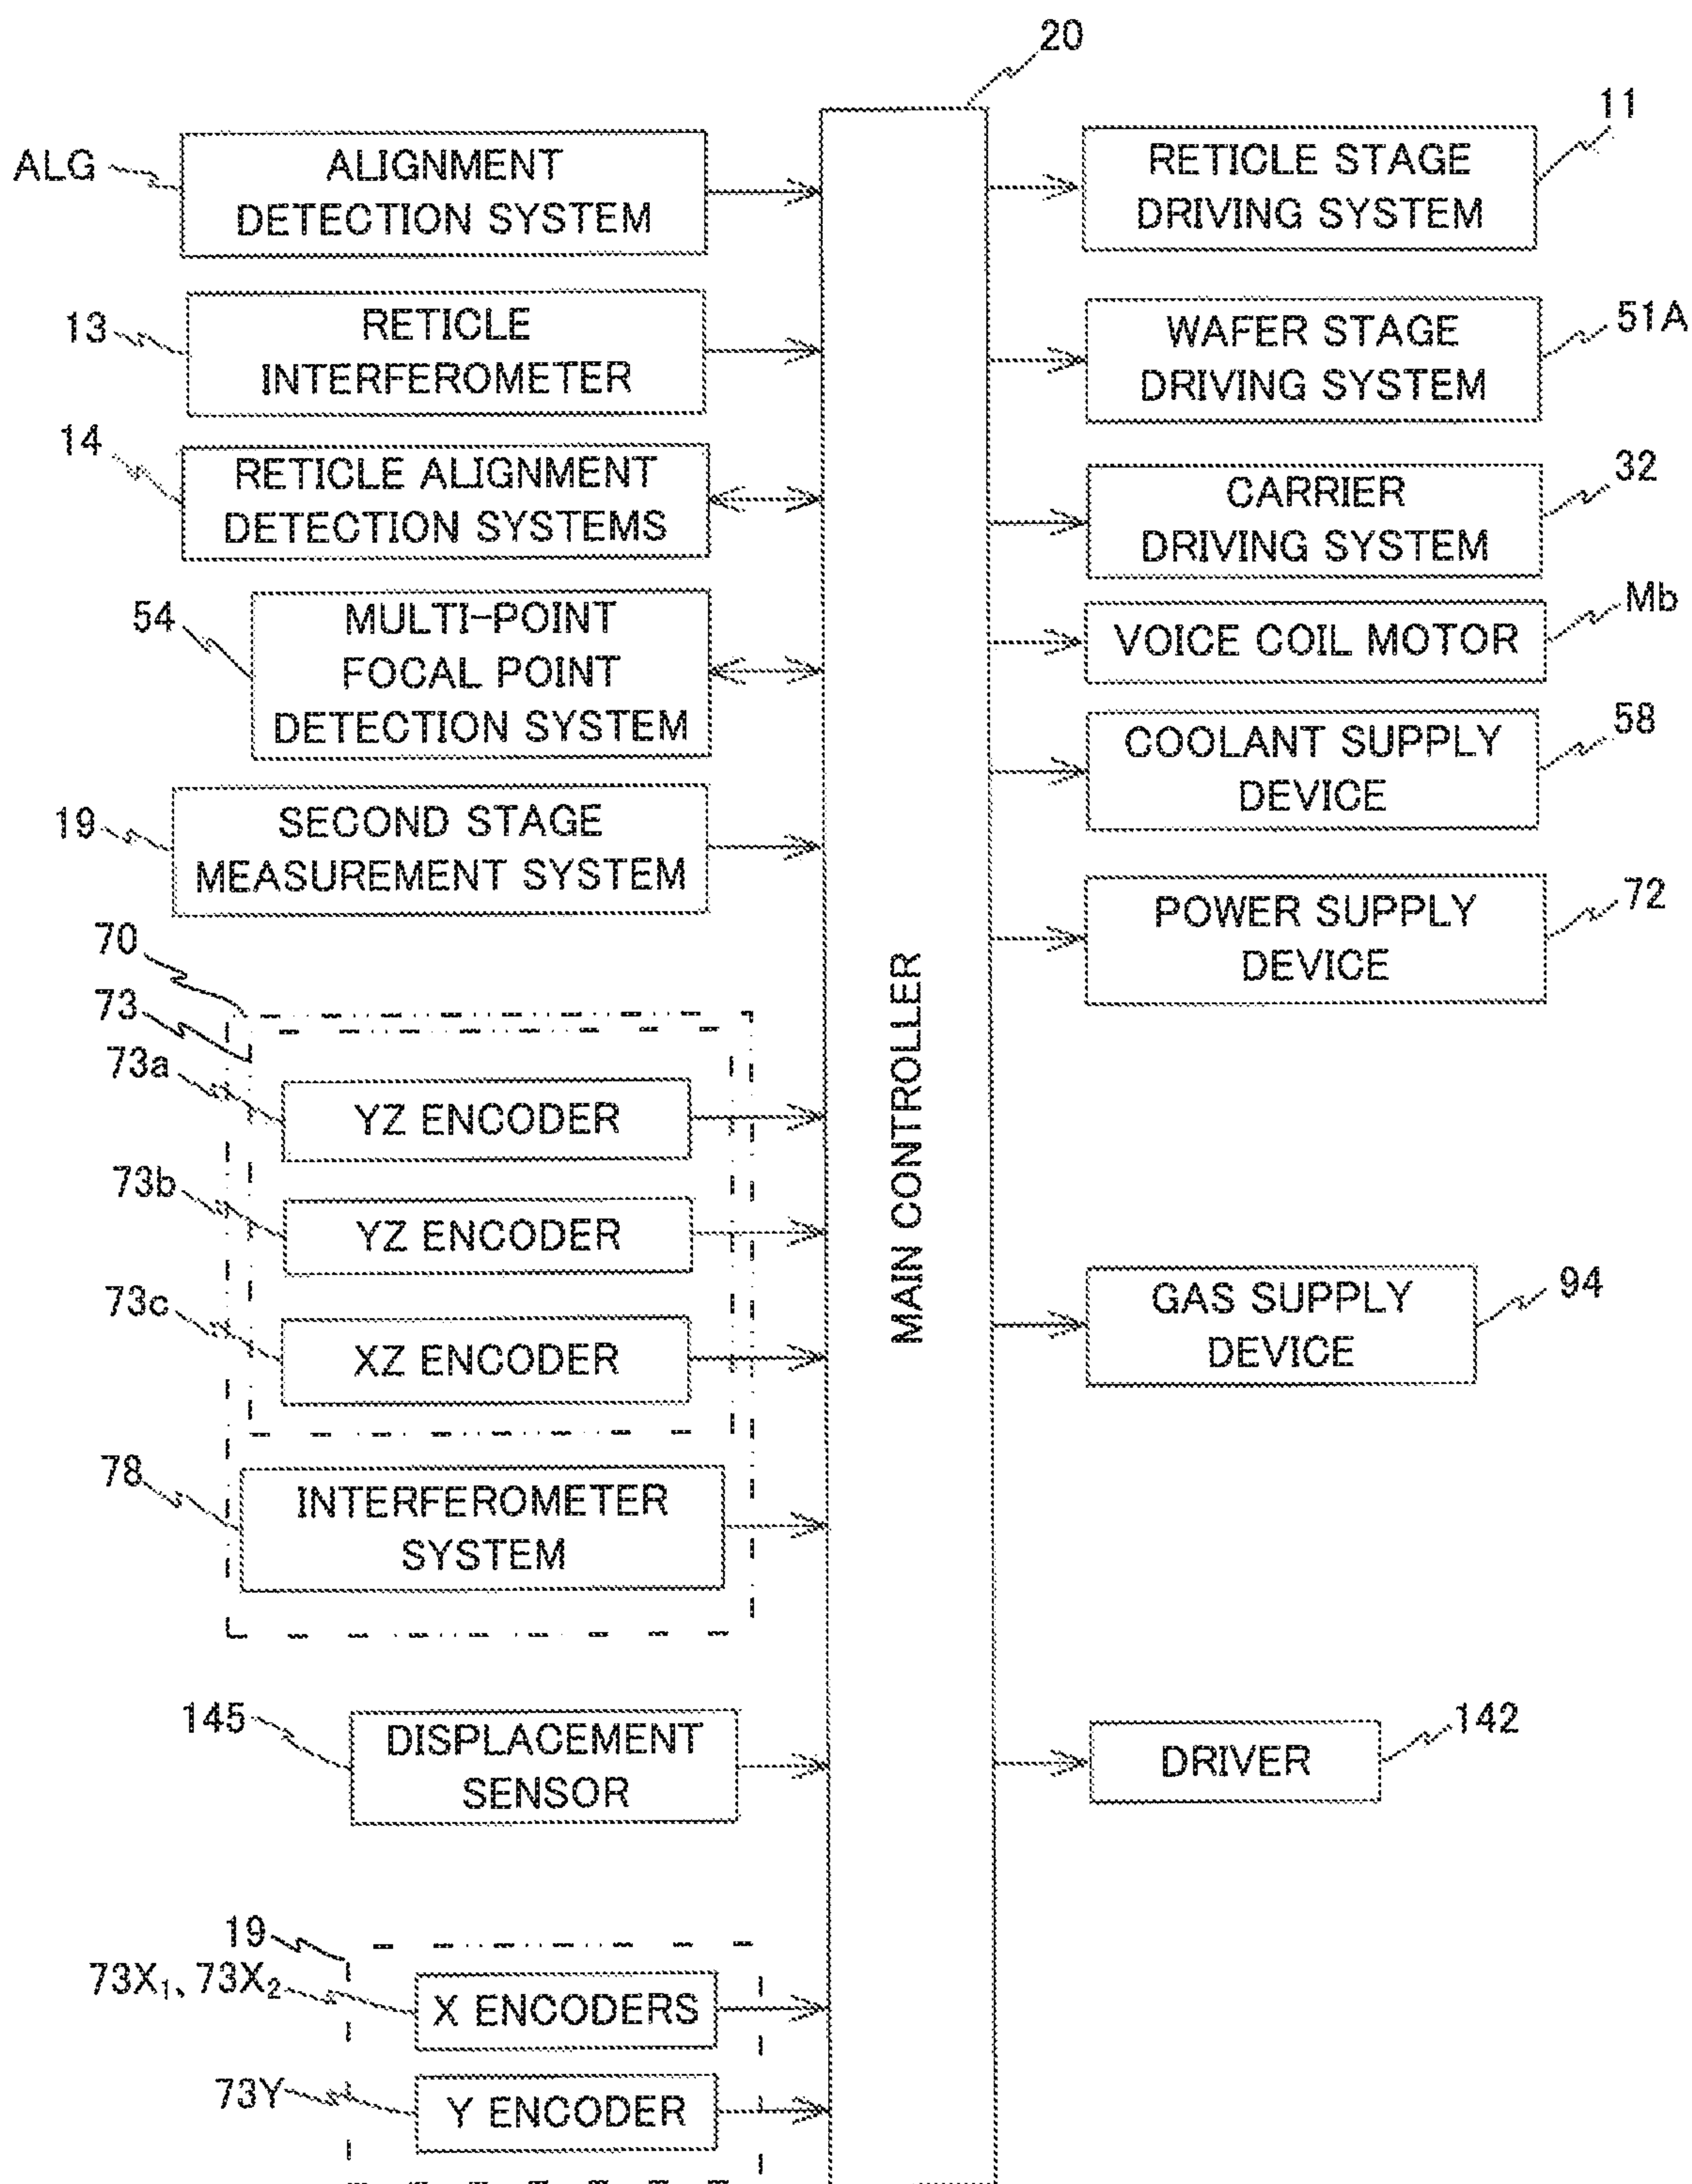 20
ALG
ALIGNMENT
DETECTION SYSTEM
13
RETICLE
INTERFEROMETER
14
RETICLE ALIGNMENT
DETECTION SYSTEMS
54
MULTI-POINT
FOCAL POINT
DETECTION SYSTEM
19
SECOND STAGE
MEASUREMENT SYSTEM
70
73
73a
YZ ENCODER
73b
YZ ENCODER
73c
XZ ENCODER
78
INTERFEROMETER
SYSTEM
145
DISPLACEMENT
SENSOR
19
73X₁、73X₂
X ENCODERS
73Y
Y ENCODER
MAIN CONTROLLER
11
RETICLE STAGE
DRIVING SYSTEM
51A
WAFER STAGE
DRIVING SYSTEM
32
CARRIER
DRIVING SYSTEM
Mb
VOICE COIL MOTOR
58
COOLANT SUPPLY
DEVICE
72
POWER SUPPLY
DEVICE
94
GAS SUPPLY
DEVICE
142
DRIVER